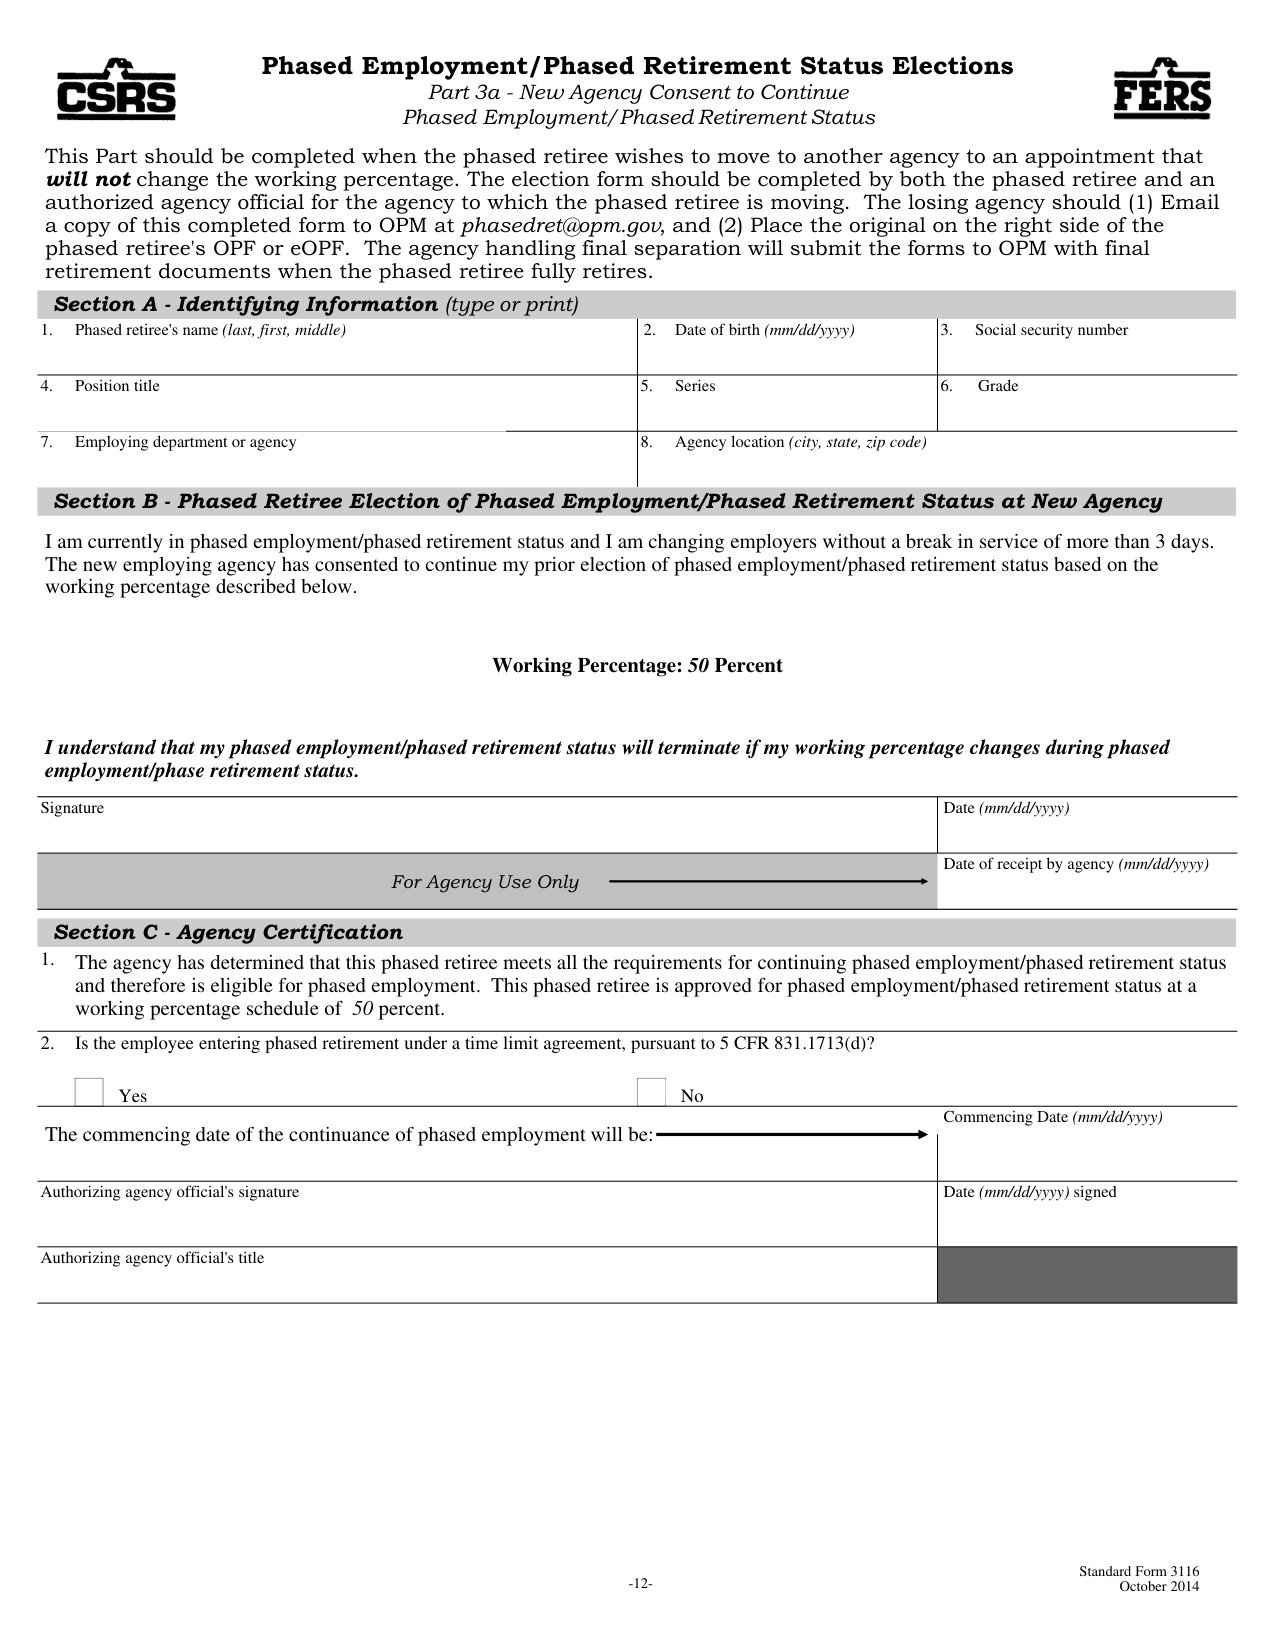 CSRS
Phased Employment/Phased Retirement Status Elections
Part 3a - New Agency Consent to Continue
Phased Employment/Phased Retirement Status
FERS
This Part should be completed when the phased retiree wishes to move to another agency to an appointment that
will not change the working percentage. The election form should be completed by both the phased retiree and an
authorized agency official for the agency to which the phased retiree is moving.  The losing agency should (1) Email
a copy of this completed form to OPM at phasedret@opm.gov, and (2) Place the original on the right side of the
phased retiree's OPF or eOPF.  The agency handling final separation will submit the forms to OPM with final
retirement documents when the phased retiree fully retires.
Section A - Identifying Information (type or print)
1. Phased retiree's name (last, first, middle)
2. Date of birth (mm/dd/yyyy)
3. Social security number
4. Position title
5. Series
6. Grade
7. Employing department or agency
8. Agency location (city, state, zip code)
Section B - Phased Retiree Election of Phased Employment/Phased Retirement Status at New Agency
I am currently in phased employment/phased retirement status and I am changing employers without a break in service of more than 3 days.
The new employing agency has consented to continue my prior election of phased employment/phased retirement status based on the
working percentage described below.
Working Percentage: 50 Percent
I understand that my phased employment/phased retirement status will terminate if my working percentage changes during phased
employment/phase retirement status.
Signature
Date (mm/dd/yyyy)
For Agency Use Only
Date of receipt by agency (mm/dd/yyyy)
Section C - Agency Certification
1. The agency has determined that this phased retiree meets all the requirements for continuing phased employment/phased retirement status
and therefore is eligible for phased employment.  This phased retiree is approved for phased employment/phased retirement status at a
working percentage schedule of  50 percent.
2. Is the employee entering phased retirement under a time limit agreement, pursuant to 5 CFR 831.1713(d)?
Yes
No
The commencing date of the continuance of phased employment will be:
Commencing Date (mm/dd/yyyy)
Authorizing agency official's signature
Date (mm/dd/yyyy) signed
Authorizing agency official's title
-12-
Standard Form 3116
October 2014